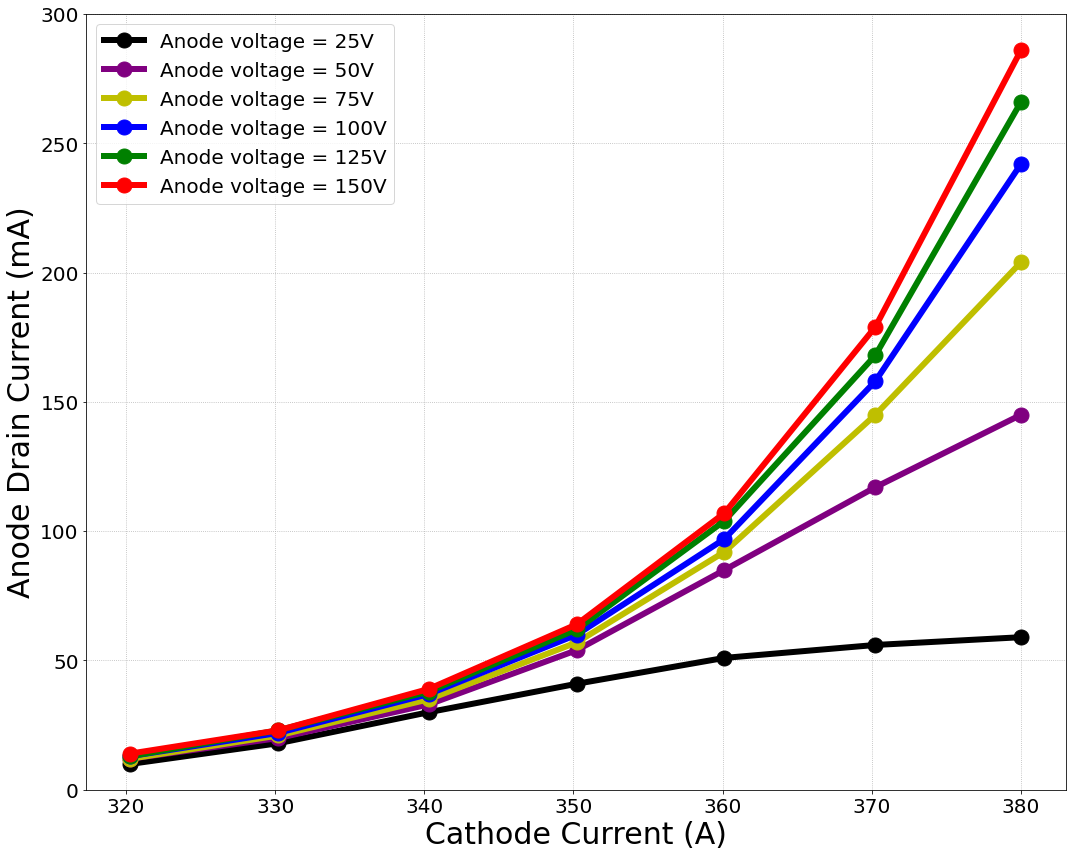 300
250
200
150
100
50
0
Anode Drain Current (mA)
Anode voltage = 25V
Anode voltage = 50V
Anode voltage = 75V
Anode voltage = 100V
Anode voltage = 125V
Anode voltage = 150V
320 330 340 350 360 370 380
Cathode Current (A)